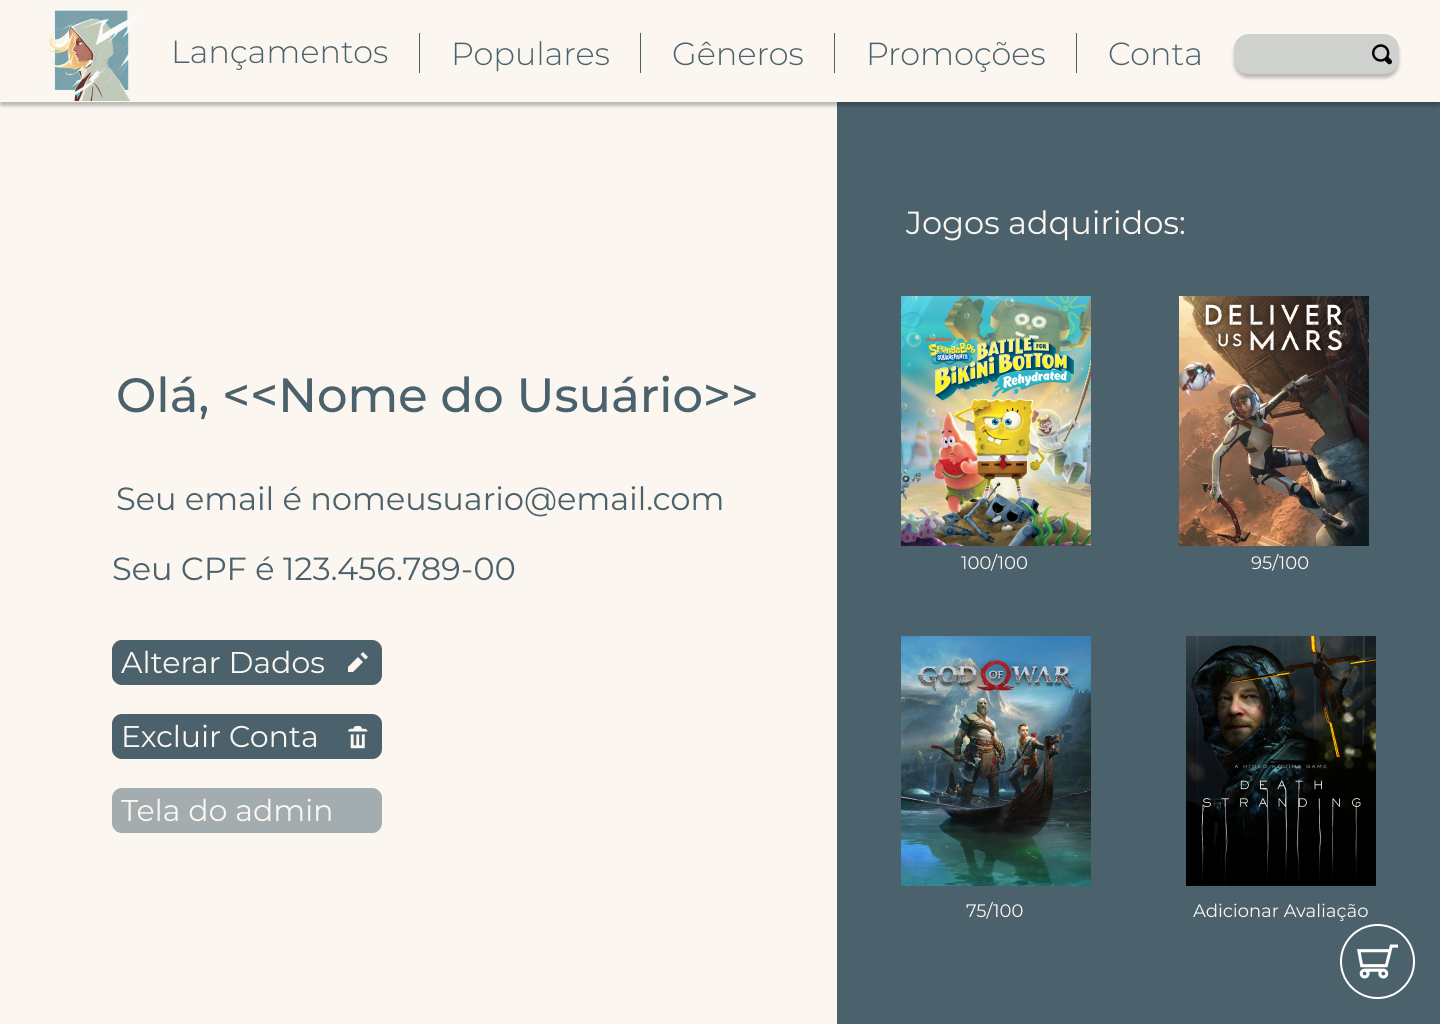 Lançamentos
Populares
Gêneros
Promoções
Conta
Olá, <<Nome do Usuário>>
Seu email é nomeusuario@email.com
Seu CPF é 123.456.789-00
Alterar Dados
Excluir Conta
Tela do admin
Jogos adquiridos:
SpongeBob
SquarePants
BATTLE FOR
BIKINI BOTTOM
Rehydrated
100/100
DELIVER
US MARS
95/100
GOD OF WAR
75/100
A HIDEO KOJIMA GAME
DEATH
STRANDING
Adicionar Avaliação